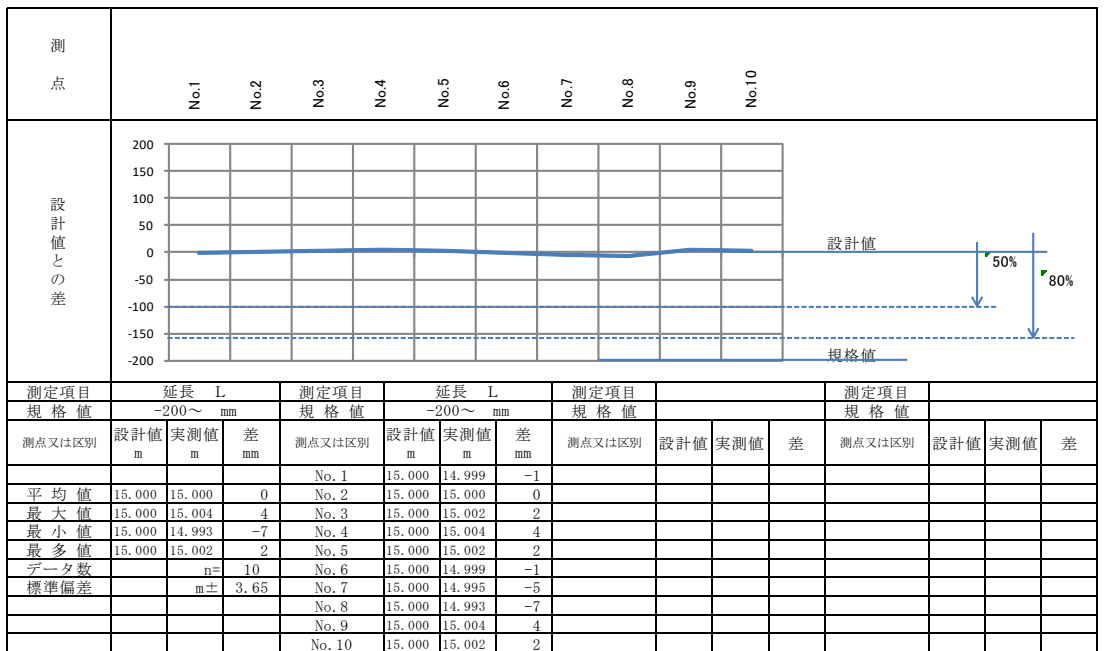 測
点
No.1 No.2 No.3 No.4 No.5 No.6 No.7 No.8 No.9 No.10
設計値との差
200
150
100
50
0
-50
-100
-150
-200
設計値
50%
80%
規格値
測定項目 延長 L 測定項目 延長 L 測定項目 測定項目
規 格 値 -200～ mm 規 格 値 -200～ mm 規 格 値 規 格 値
測点又は区別 設計値 実測値 差 測点又は区別 設計値 実測値 差 測点又は区別 設計値 実測値 差 測点又は区別 設計値 実測値 差
m m mm m m mm
No.1 15.000 14.999 -1
平 均 値 15.000 15.000 0 No.2 15.000 15.000 0
最 大 値 15.000 15.004 4 No.3 15.000 15.002 2
最 小 値 15.000 14.993 -7 No.4 15.000 15.004 4
最 多 値 15.000 15.002 2 No.5 15.000 15.002 2
データ数 n= 10 No.6 15.000 14.999 -1
標準偏差 m± 3.65 No.7 15.000 14.995 -5
No.8 15.000 14.993 -7
No.9 15.000 15.004 4
No.10 15.000 15.002 2